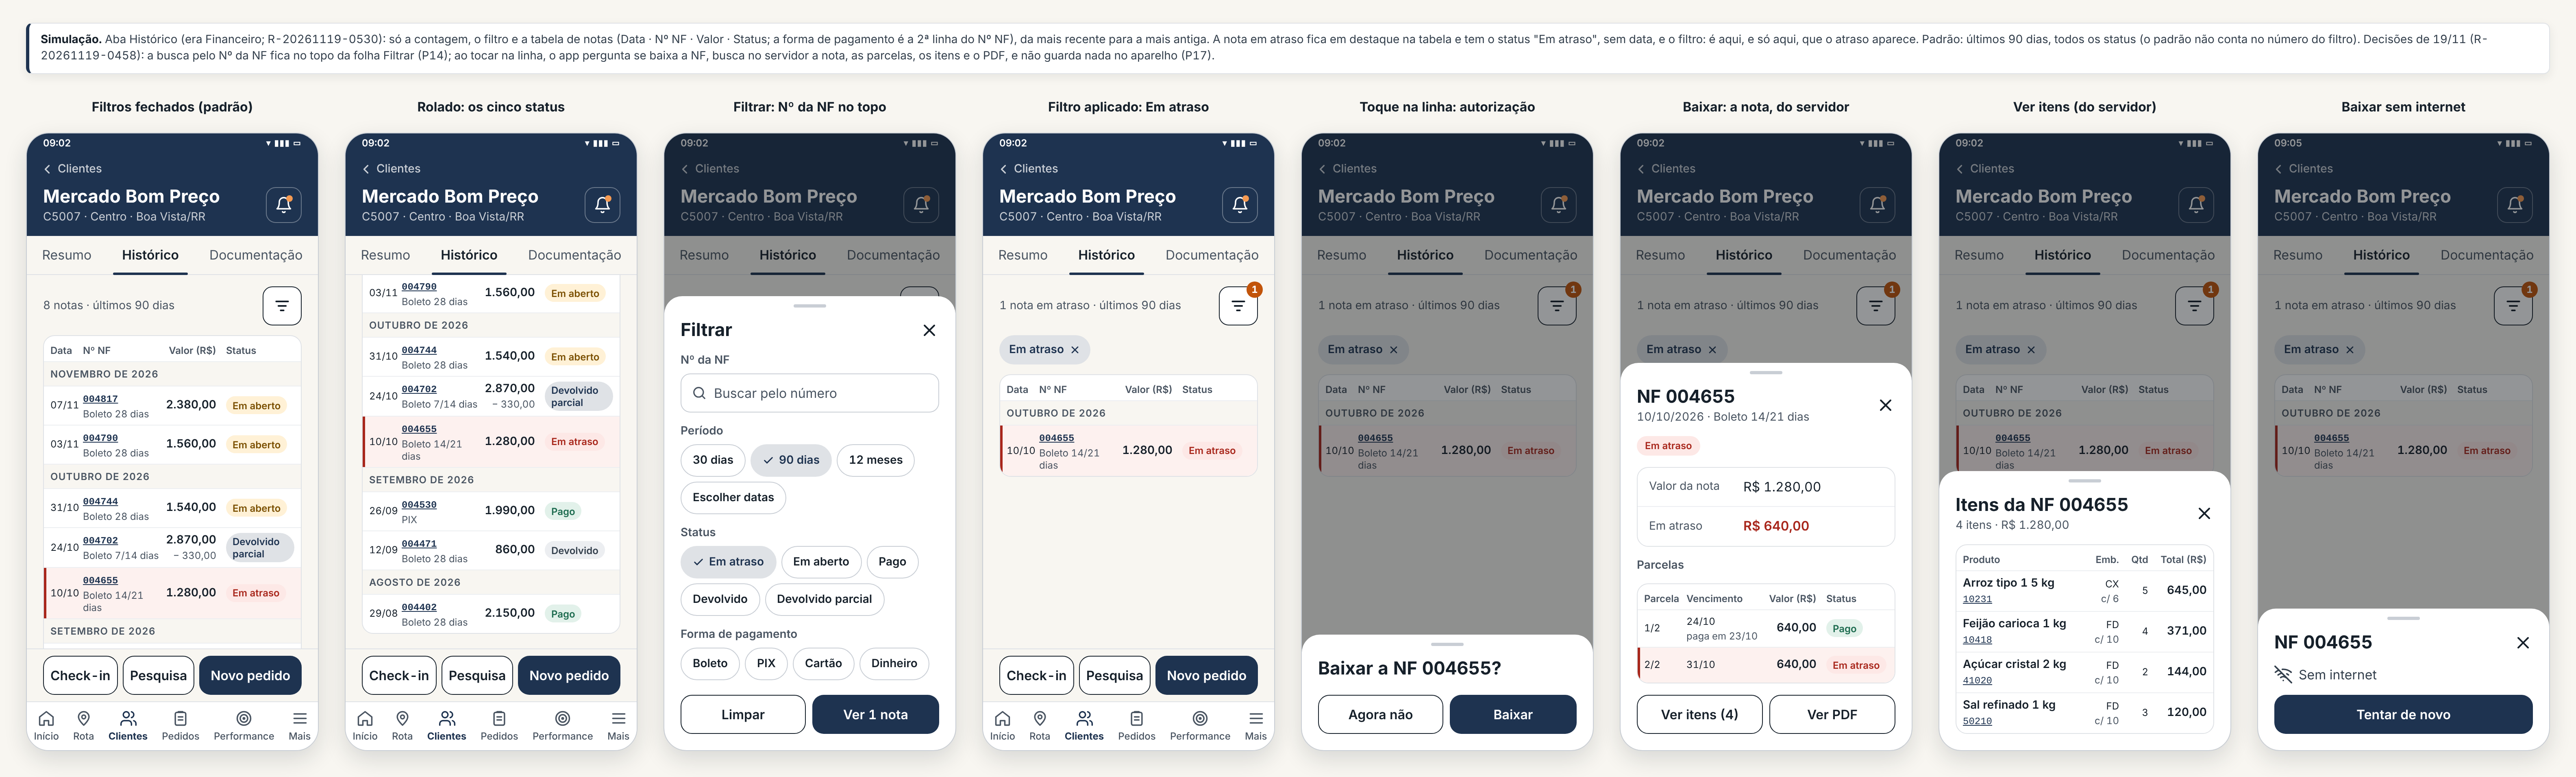 Simulação. Aba Histórico (era Financeiro; R-20261119-0530): só a contagem, o filtro e a tabela de notas (Data · Nº NF · Valor · Status; a forma de pagamento é a 2ª linha do Nº NF), da mais recente para a mais antiga. A nota em atraso fica em destaque na tabela e tem o status "Em atraso", sem data, e o filtro: é aqui, e só aqui, que o atraso aparece. Padrão: últimos 90 dias, todos os status (o padrão não conta no número do filtro). Decisões de 19/11 (R-
20261119-0458): a busca pelo Nº da NF fica no topo da folha Filtrar (P14); ao tocar na linha, o app pergunta se baixa a NF, busca no servidor a nota, as parcelas, os itens e o PDF, e não guarda nada no aparelho (P17).
Filtros fechados (padrão)
09:02
Clientes
Mercado Bom Preço
C5007 · Centro · Boa Vista/RR
Resumo Histórico Documentação
8 notas · últimos 90 dias
Data Nº NF Valor (R$) Status
NOVEMBRO DE 2026
07/11 004817 2.380,00 Em aberto
Boleto 28 dias
03/11 004790 1.560,00 Em aberto
Boleto 28 dias
OUTUBRO DE 2026
31/10 004744 1.540,00 Em aberto
Boleto 28 dias
24/10 004702 2.870,00 Devolvido parcial
Boleto 7/14 dias − 330,00
10/10 004655 1.280,00 Em atraso
Boleto 14/21
dias
SETEMBRO DE 2026
Check-in Pesquisa Novo pedido
Início Rota Clientes Pedidos Performance Mais
Rolado: os cinco status
09:02
Clientes
Mercado Bom Preço
C5007 · Centro · Boa Vista/RR
Resumo Histórico Documentação
03/11 004790 1.560,00 Em aberto
Boleto 28 dias
OUTUBRO DE 2026
31/10 004744 1.540,00 Em aberto
Boleto 28 dias
24/10 004702 2.870,00 Devolvido parcial
Boleto 7/14 dias − 330,00
10/10 004655 1.280,00 Em atraso
Boleto 14/21
dias
SETEMBRO DE 2026
26/09 004530 1.990,00 Pago
PIX
12/09 004471 860,00 Devolvido
Boleto 28 dias
AGOSTO DE 2026
29/08 004402 2.150,00 Pago
Boleto 28 dias
Check-in Pesquisa Novo pedido
Início Rota Clientes Pedidos Performance Mais
Filtrar: Nº da NF no topo
09:02
Clientes
Mercado Bom Preço
C5007 · Centro · Boa Vista/RR
Resumo Histórico Documentação
Filtrar
Nº da NF
Buscar pelo número
Período
30 dias 90 dias 12 meses
Escolher datas
Status
Em atraso Em aberto Pago
Devolvido Devolvido parcial
Forma de pagamento
Boleto PIX Cartão Dinheiro
Limpar Ver 1 nota
Filtro aplicado: Em atraso
09:02
Clientes
Mercado Bom Preço
C5007 · Centro · Boa Vista/RR
Resumo Histórico Documentação
1 nota em atraso · últimos 90 dias 1
Em atraso
Data Nº NF Valor (R$) Status
OUTUBRO DE 2026
10/10 004655 1.280,00 Em atraso
Boleto 14/21
dias
Check-in Pesquisa Novo pedido
Início Rota Clientes Pedidos Performance Mais
Toque na linha: autorização
09:02
Clientes
Mercado Bom Preço
C5007 · Centro · Boa Vista/RR
Resumo Histórico Documentação
1 nota em atraso · últimos 90 dias 1
Em atraso
Data Nº NF Valor (R$) Status
OUTUBRO DE 2026
10/10 004655 1.280,00 Em atraso
Boleto 14/21
dias
Baixar a NF 004655?
Agora não Baixar
Baixar: a nota, do servidor
09:02
Clientes
Mercado Bom Preço
C5007 · Centro · Boa Vista/RR
Resumo Histórico Documentação
1 nota em atraso · últimos 90 dias 1
Em atraso
NF 004655
10/10/2026 · Boleto 14/21 dias
Em atraso
Valor da nota R$ 1.280,00
Em atraso R$ 640,00
Parcelas
Parcela Vencimento Valor (R$) Status
1/2 24/10 640,00 Pago
paga em 23/10
2/2 31/10 640,00 Em atraso
Ver itens (4) Ver PDF
Ver itens (do servidor)
09:02
Clientes
Mercado Bom Preço
C5007 · Centro · Boa Vista/RR
Resumo Histórico Documentação
1 nota em atraso · últimos 90 dias 1
Em atraso
Data Nº NF Valor (R$) Status
OUTUBRO DE 2026
10/10 004655 1.280,00 Em atraso
Boleto 14/21
dias
Itens da NF 004655
4 itens · R$ 1.280,00
Produto Emb. Qtd Total (R$)
Arroz tipo 1 5 kg CX 5 645,00
10231 c/ 6
Feijão carioca 1 kg FD 4 371,00
10418 c/ 10
Açúcar cristal 2 kg FD 2 144,00
41020 c/ 10
Sal refinado 1 kg FD 3 120,00
50210 c/ 10
Baixar sem internet
09:05
Clientes
Mercado Bom Preço
C5007 · Centro · Boa Vista/RR
Resumo Histórico Documentação
1 nota em atraso · últimos 90 dias 1
Em atraso
Data Nº NF Valor (R$) Status
OUTUBRO DE 2026
10/10 004655 1.280,00 Em atraso
Boleto 14/21
dias
NF 004655
Sem internet
Tentar de novo